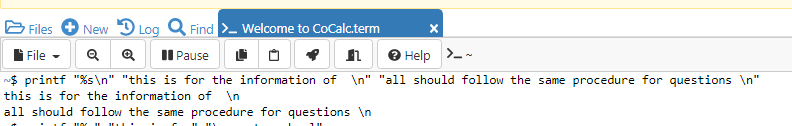 Files New Log Find >_ Welcome to CoCalc.term ×
File Pause Help >_ ~
~$ printf "%s\n" "this is for the information of  \n" "all should follow the same procedure for questions \n"
this is for the information of  \n
all should follow the same procedure for questions \n